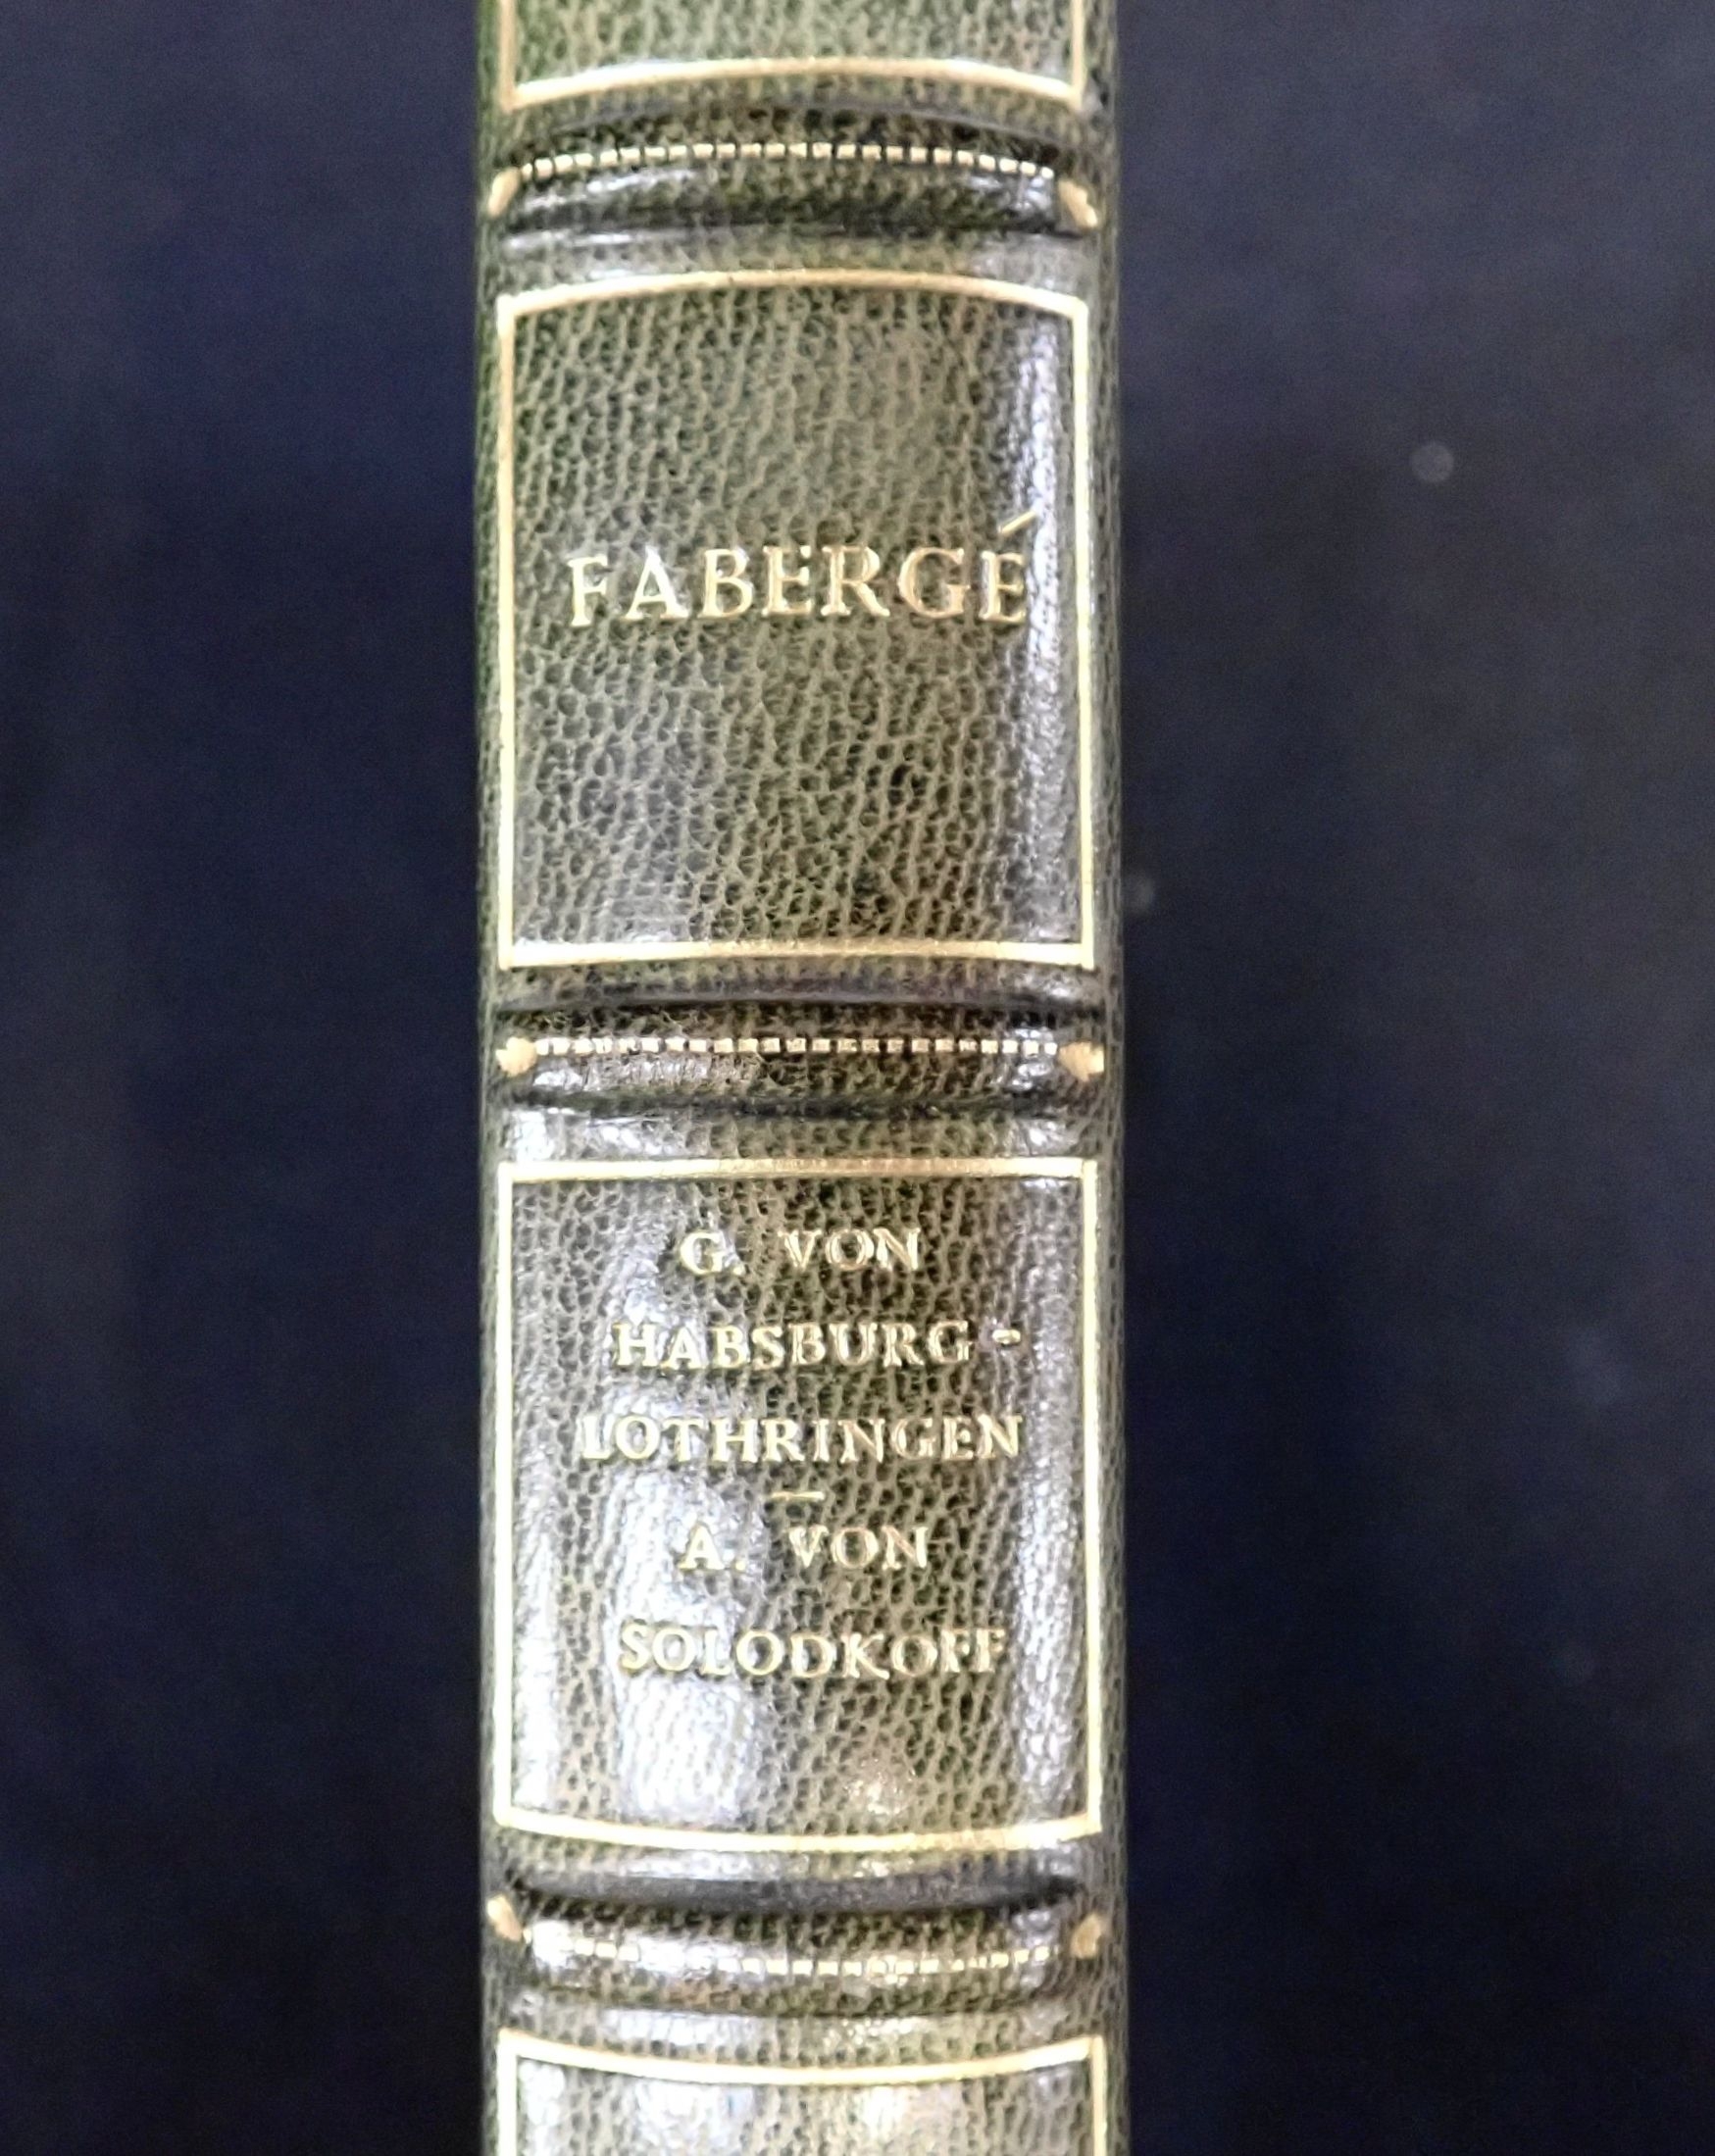 FABERGÉ
G. VON
HABSBURG -
LOTHRINGEN
—
A. VON
SOLODKOFF